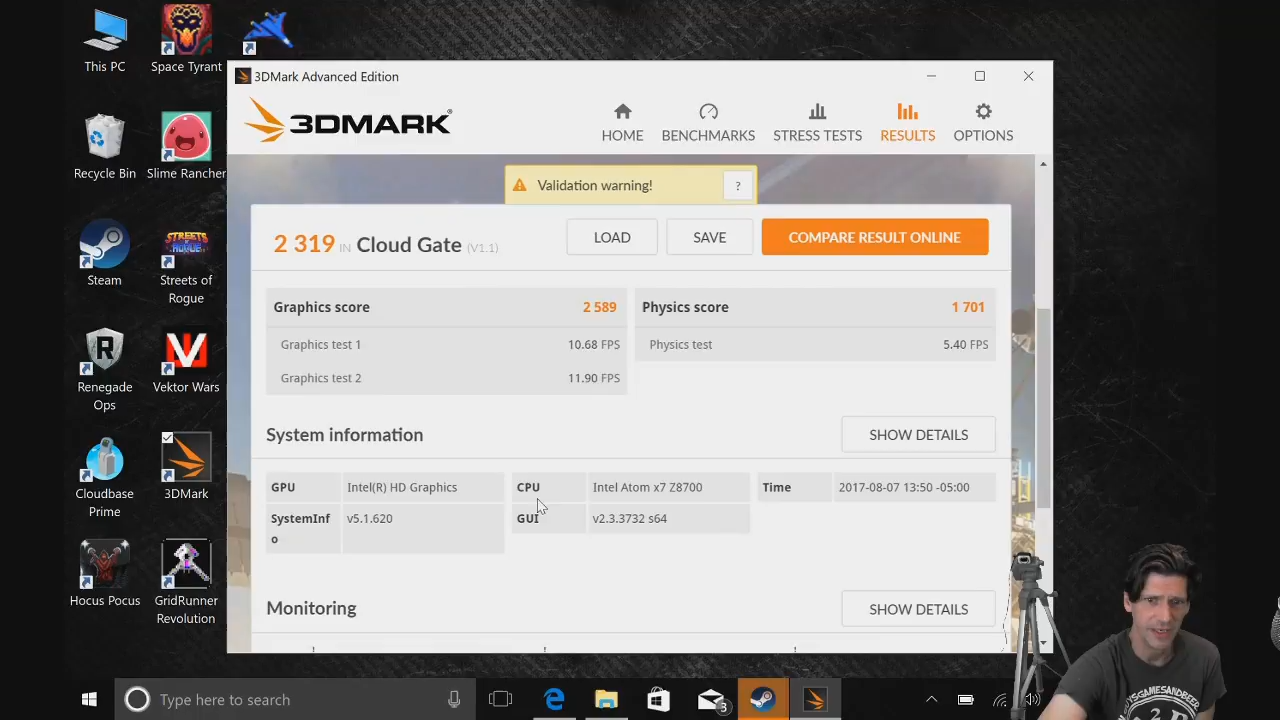 This PC
Space Tyrant
Recycle Bin
Slime Rancher
Steam
Streets of
Rogue
Renegade
Ops
Vektor Wars
Cloudbase
Prime
3DMark
Hocus Pocus
GridRunner
Revolution
3DMark Advanced Edition
3DMARK
HOME
BENCHMARKS
STRESS TESTS
RESULTS
OPTIONS
Validation warning!
?
2 319 IN Cloud Gate (V1.1)
LOAD
SAVE
COMPARE RESULT ONLINE
Graphics score 2 589
Graphics test 1 10.68 FPS
Graphics test 2 11.90 FPS
Physics score 1 701
Physics test 5.40 FPS
System information
SHOW DETAILS
GPU Intel(R) HD Graphics
CPU Intel Atom x7 Z8700
Time 2017-08-07 13:50 -05:00
SystemInf
o
v5.1.620
GUI v2.3.3732 s64
Monitoring
SHOW DETAILS
Type here to search
3